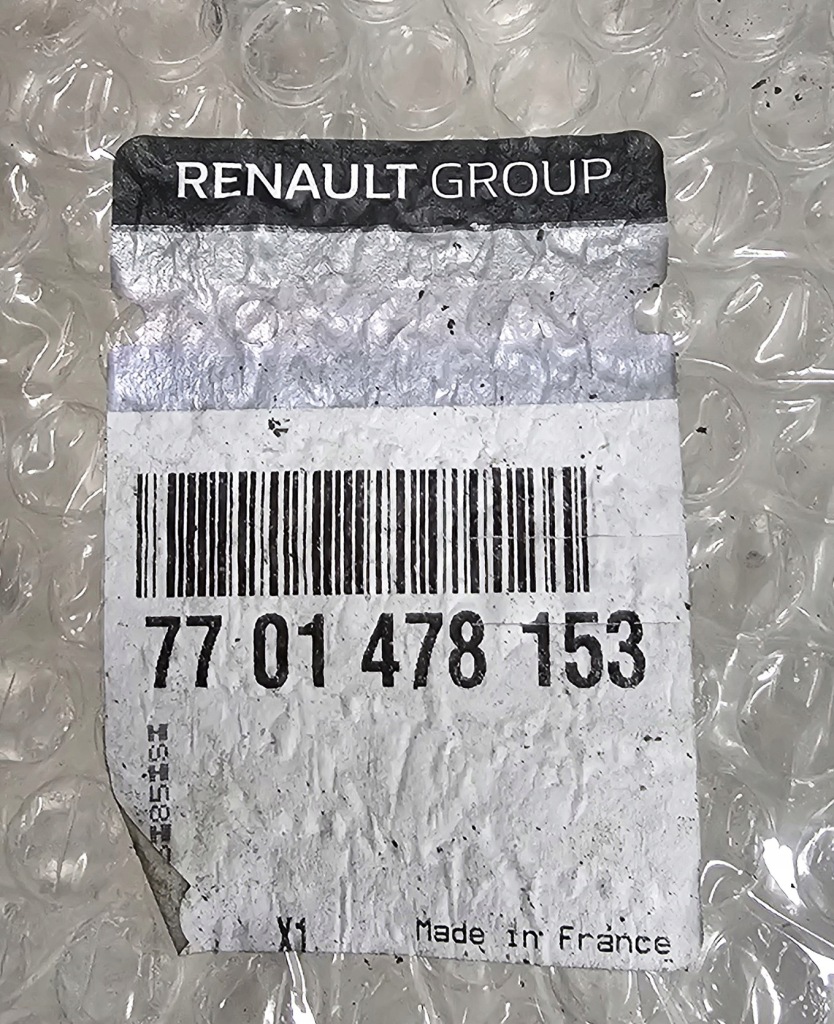 RENAULT GROUP
77 01 478 153
X1
Made in France